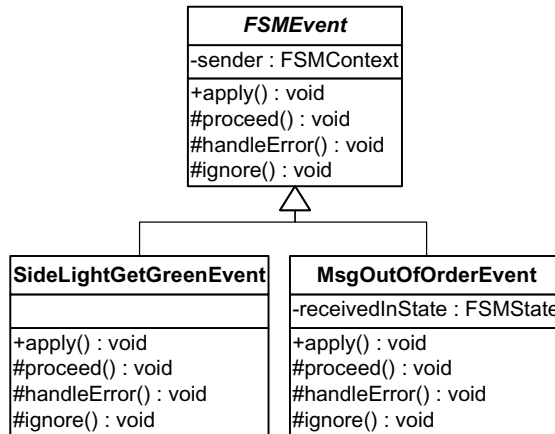 FSMEvent
-sender : FSMContext
+apply() : void
#proceed() : void
#handleError() : void
#ignore() : void
SideLightGetGreenEvent
+apply() : void
#proceed() : void
#handleError() : void
#ignore() : void
MsgOutOfOrderEvent
-receivedInState : FSMState
+apply() : void
#proceed() : void
#handleError() : void
#ignore() : void